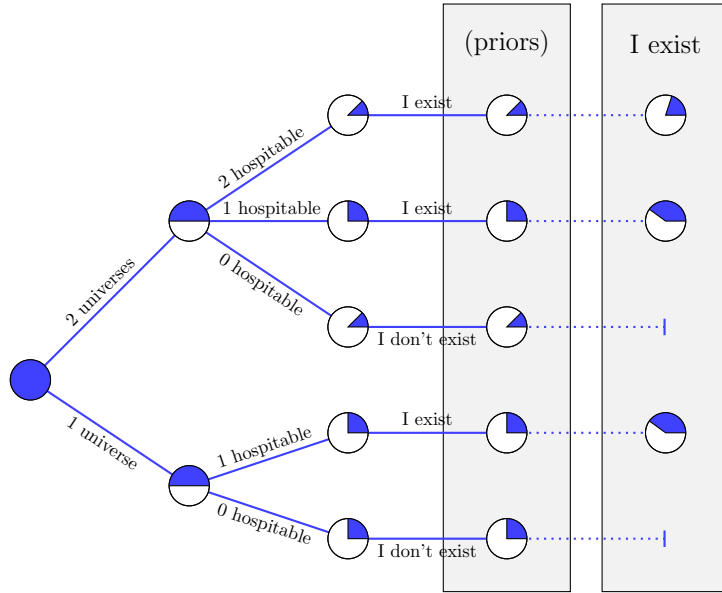 (priors)
I exist
2 hospitable
I exist
1 hospitable
I exist
2 universes
0 hospitable
I don't exist
1 universe
1 hospitable
I exist
0 hospitable
I don't exist